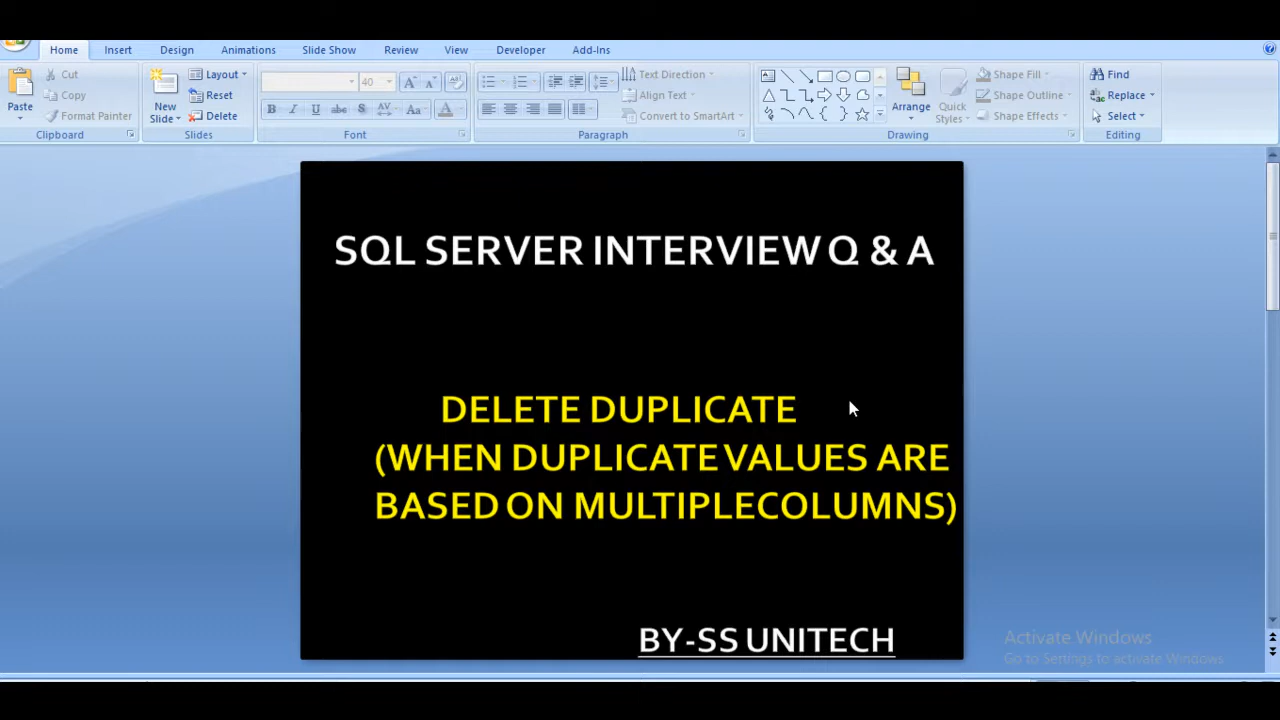 Home Insert Design Animations Slide Show Review View Developer Add-Ins
Cut Layout 40 Text Direction Shape Fill Find
Paste Copy New Slide Reset Align Text Arrange Quick Styles Shape Outline Replace
Format Painter Delete B I U abc AV Aa A Convert to SmartArt Shape Effects Select
Clipboard Slides Font Paragraph Drawing Editing
SQL SERVER INTERVIEW Q & A
DELETE DUPLICATE
(WHEN DUPLICATE VALUES ARE
BASED ON MULTIPLECOLUMNS)
BY-SS UNITECH
Activate Windows
Go to Settings to activate Windows.